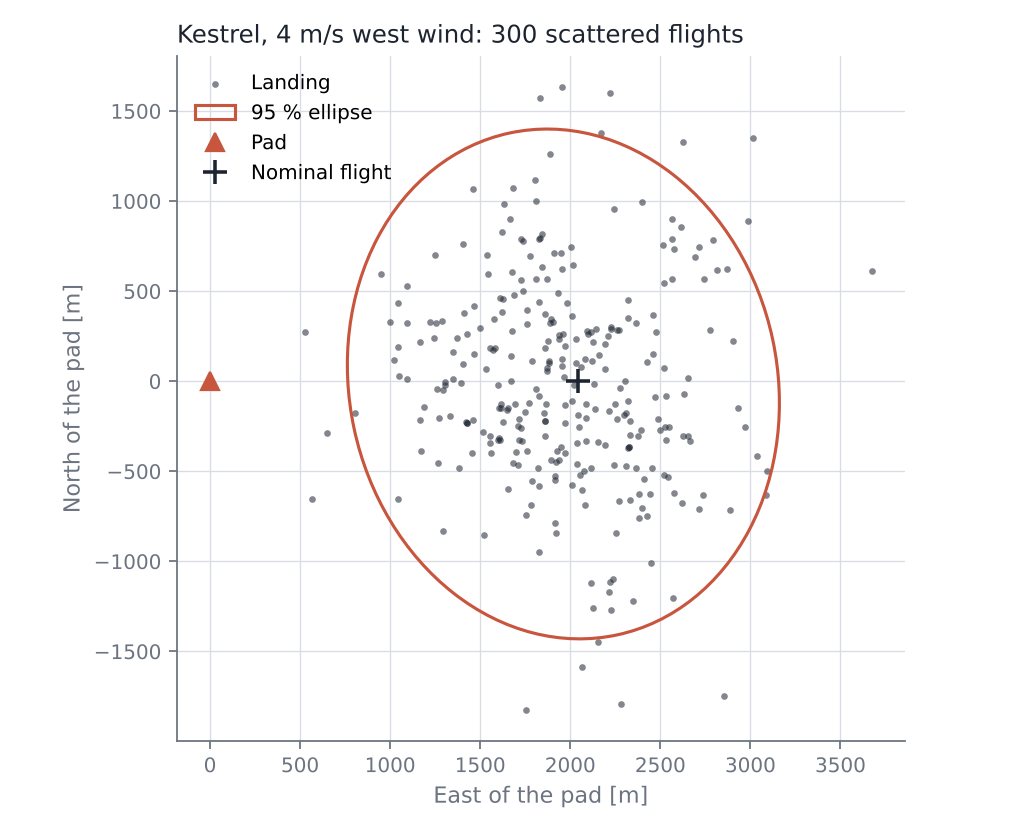 Kestrel, 4 m/s west wind: 300 scattered flights
Landing
95 % ellipse
Pad
Nominal flight
1500
1000
500
0
−500
−1000
−1500
North of the pad [m]
0 500 1000 1500 2000 2500 3000 3500
East of the pad [m]